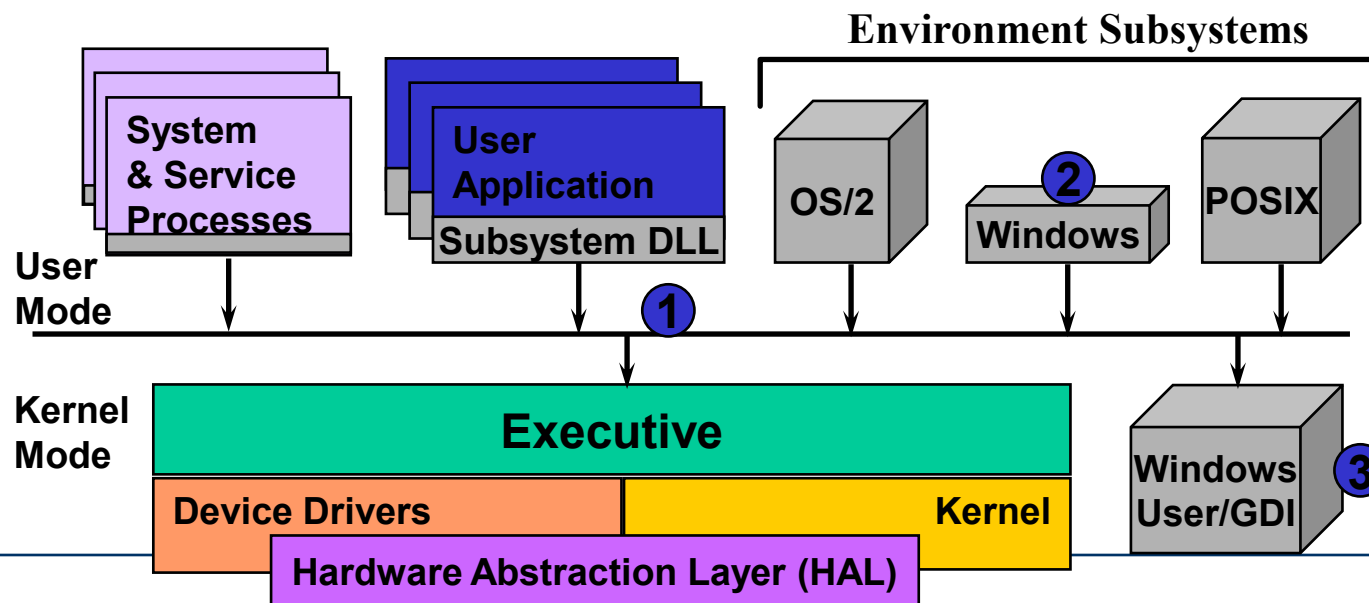 Environment Subsystems
System
& Service
Processes
User
Application
Subsystem DLL
OS/2
2
Windows
POSIX
User
Mode
1
Kernel
Mode
Executive
Device Drivers
Kernel
Windows
User/GDI
3
Hardware Abstraction Layer (HAL)